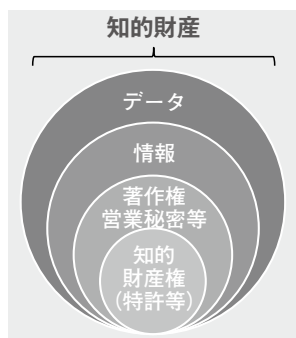 知的財産
データ
情報
著作権
営業秘密等
知的
財産権
（特許等）